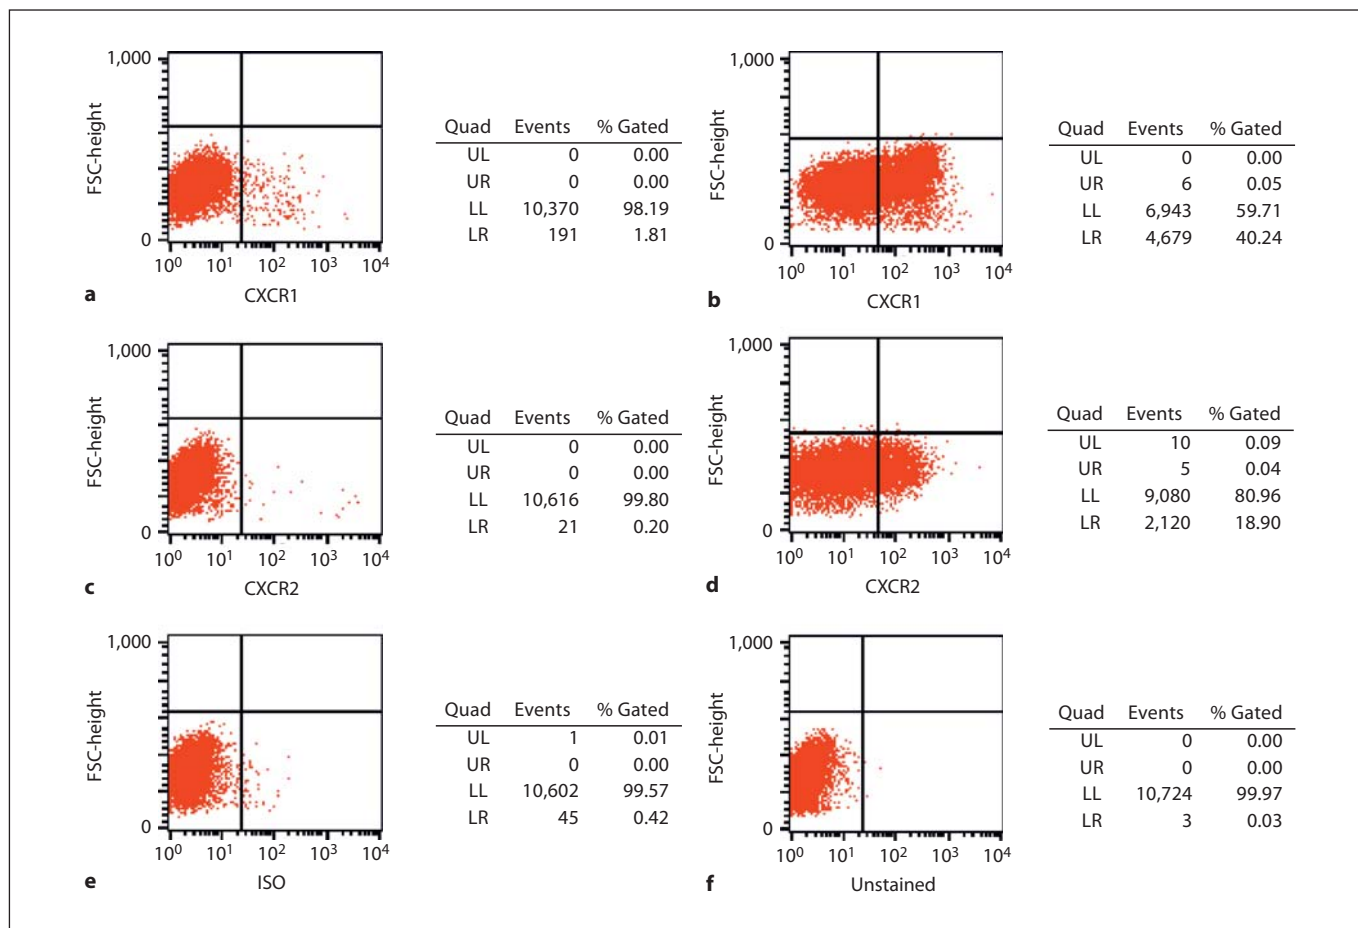 1,000
FSC-height
0
10⁰ 10¹ 10² 10³ 10⁴
a CXCR1
Quad Events % Gated
UL 0 0.00
UR 0 0.00
LL 10,370 98.19
LR 191 1.81
1,000
FSC-height
0
10⁰ 10¹ 10² 10³ 10⁴
b CXCR1
Quad Events % Gated
UL 0 0.00
UR 6 0.05
LL 6,943 59.71
LR 4,679 40.24
1,000
FSC-height
0
10⁰ 10¹ 10² 10³ 10⁴
c CXCR2
Quad Events % Gated
UL 0 0.00
UR 0 0.00
LL 10,616 99.80
LR 21 0.20
1,000
FSC-height
0
10⁰ 10¹ 10² 10³ 10⁴
d CXCR2
Quad Events % Gated
UL 10 0.09
UR 5 0.04
LL 9,080 80.96
LR 2,120 18.90
1,000
FSC-height
0
10⁰ 10¹ 10² 10³ 10⁴
e ISO
Quad Events % Gated
UL 1 0.01
UR 0 0.00
LL 10,602 99.57
LR 45 0.42
1,000
FSC-height
0
10⁰ 10¹ 10² 10³ 10⁴
f Unstained
Quad Events % Gated
UL 0 0.00
UR 0 0.00
LL 10,724 99.97
LR 3 0.03